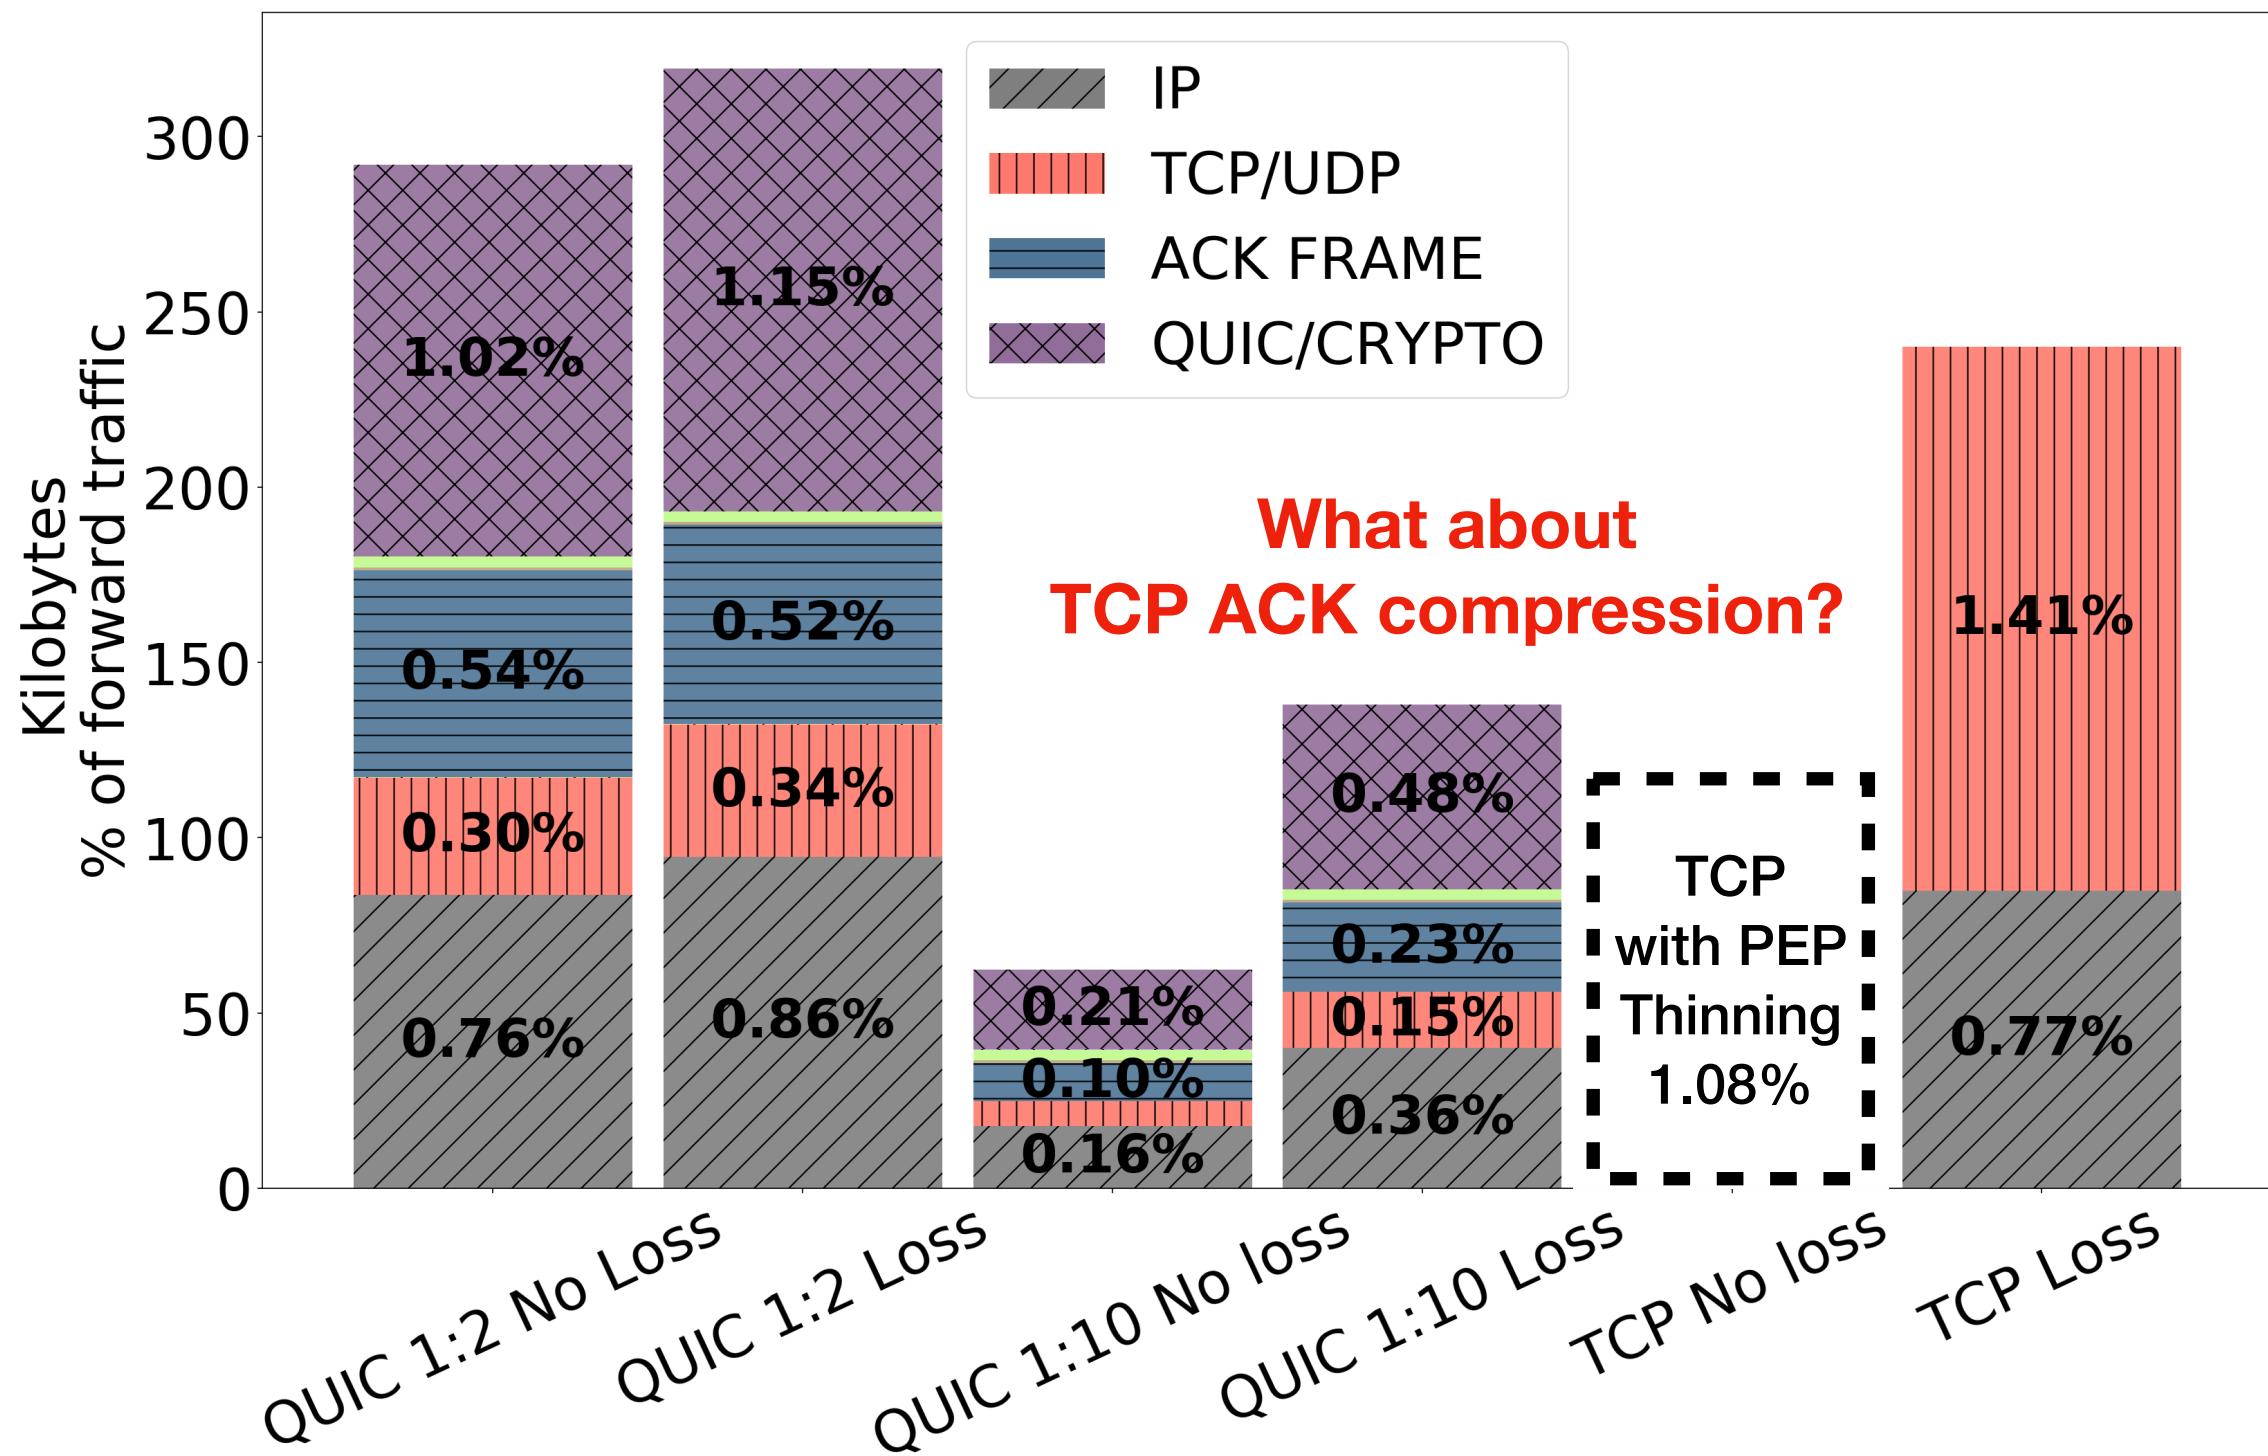 Kilobytes
% of forward traffic
300
250
200
150
100
50
0
IP
TCP/UDP
ACK FRAME
QUIC/CRYPTO
What about
TCP ACK compression?
1.02%
0.54%
0.30%
0.76%
1.15%
0.52%
0.34%
0.86%
0.21%
0.10%
0.16%
0.48%
0.23%
0.15%
0.36%
TCP
with PEP
Thinning
1.08%
1.41%
0.77%
QUIC 1:2 No Loss
QUIC 1:2 Loss
QUIC 1:10 No loss
QUIC 1:10 Loss
TCP No loss
TCP Loss